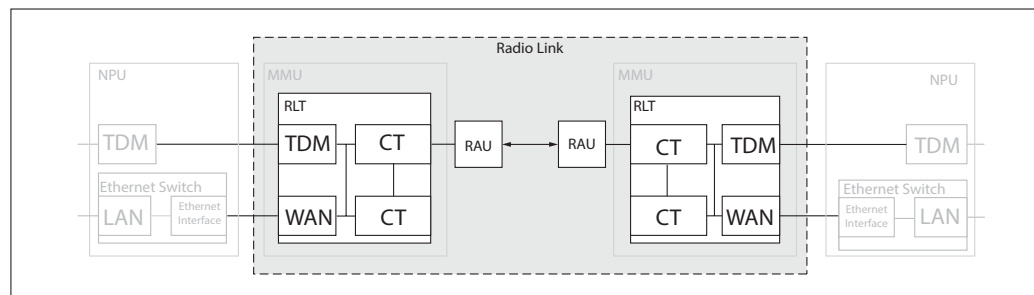 Radio Link
NPU
MMU
MMU
NPU
RLT
RLT
TDM
TDM
CT
RAU
RAU
CT
TDM
TDM
Ethernet Switch
LAN
Ethernet
Interface
WAN
CT
CT
WAN
Ethernet Switch
Ethernet
Interface
LAN